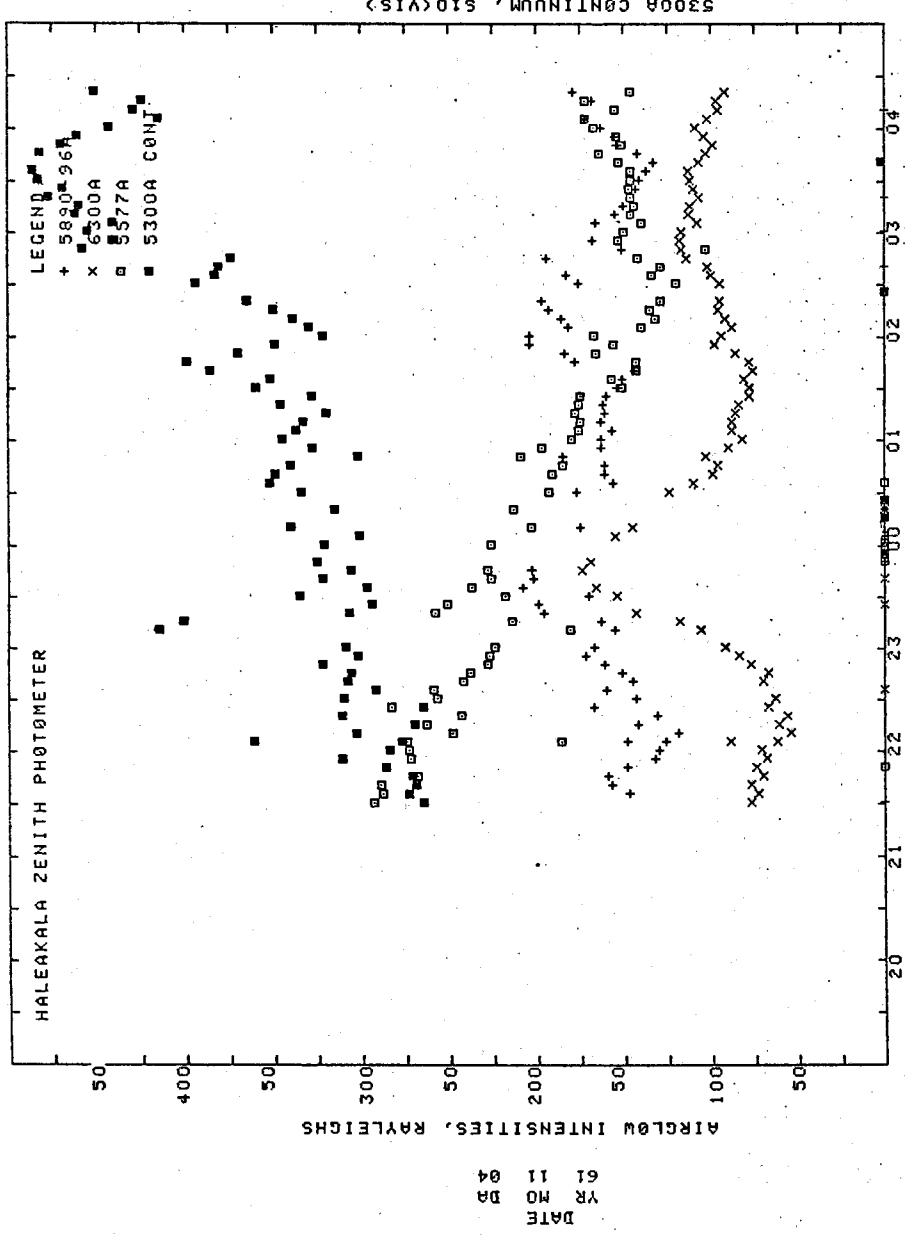 HALEAKALA ZENITH PHOTOMETER
LEGEND
+ 5890-96A
× 6300A
□ 5577A
■ 5300A CONT
50
400
50
300
50
200
50
100
50
AIRGLOW INTENSITIES, RAYLEIGHS
20 21 22 23 00 01 02 03 04
5300A CONTINUUM, S10(VIS)
DATE
YR MO DA
61 11 04